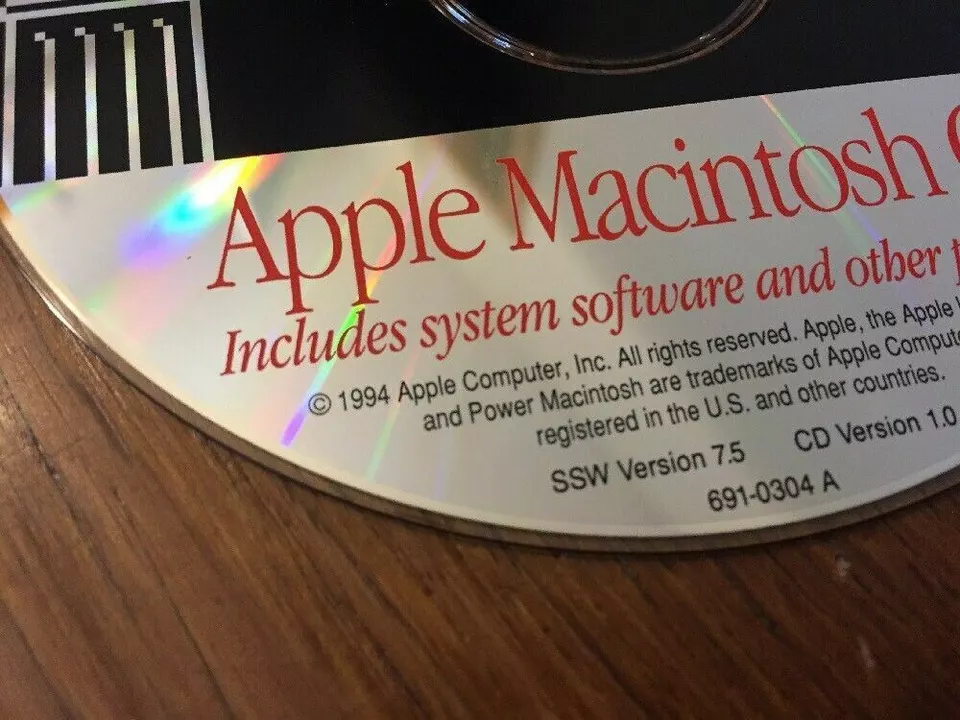 Apple Macintosh
Includes system software and other
© 1994 Apple Computer, Inc. All rights reserved. Apple, the Apple
and Power Macintosh are trademarks of Apple Compute
registered in the U.S. and other countries.
SSW Version 7.5 CD Version 1.0
691-0304 A